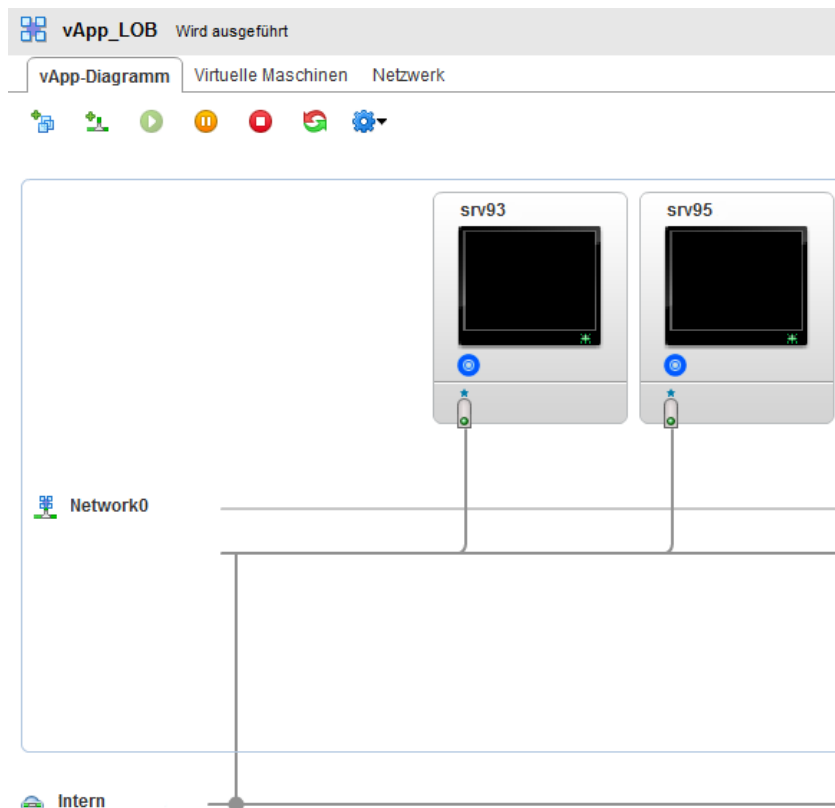 vApp_LOB Wird ausgeführt
vApp-Diagramm Virtuelle Maschinen Netzwerk
srv93 srv95
Network0
Intern